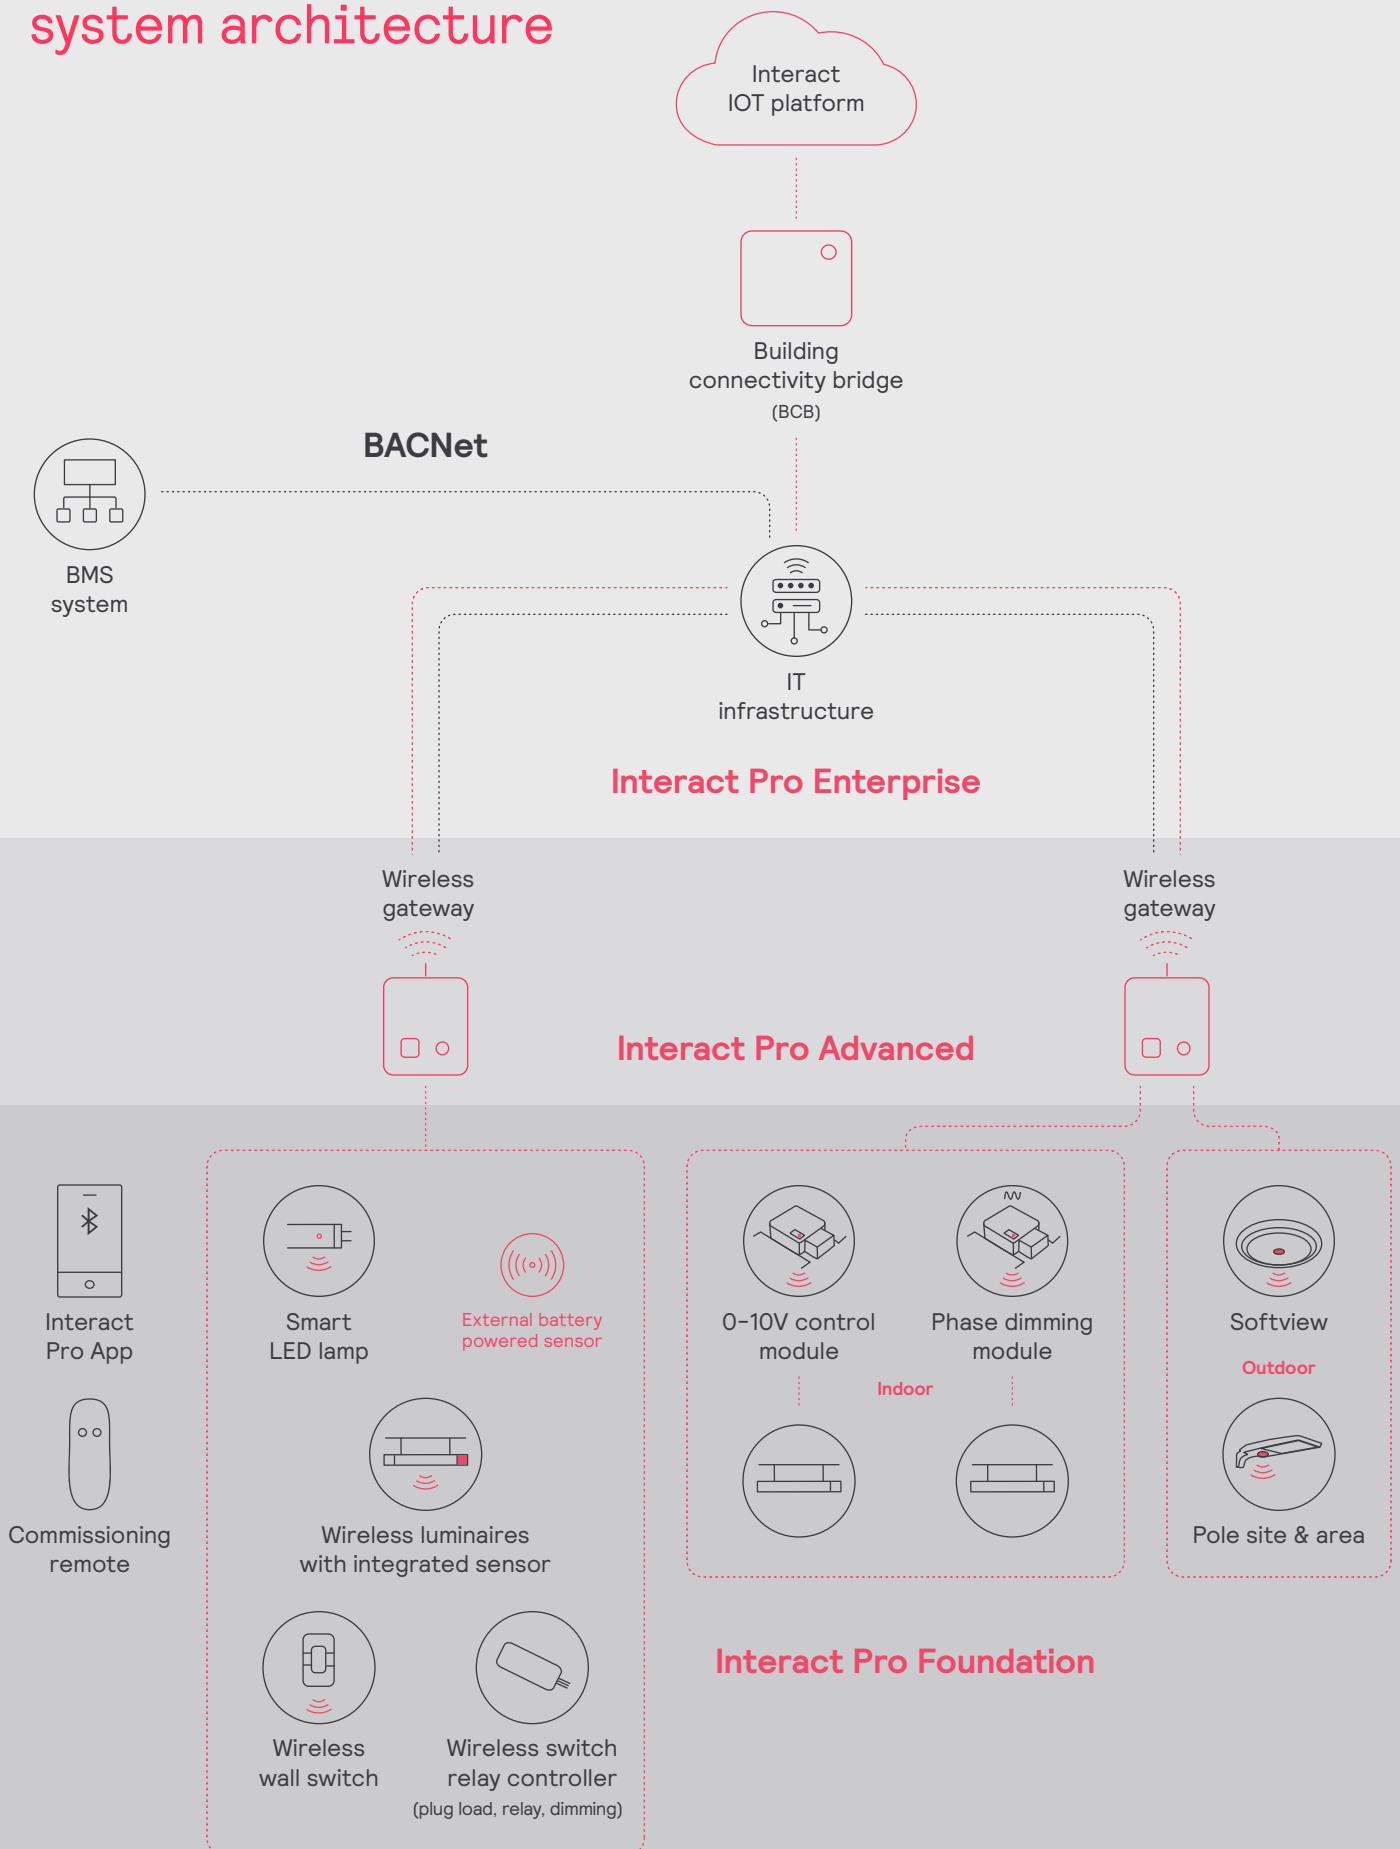 system architecture
Interact
IOT platform
Building
connectivity bridge
(BCB)
BACNet
BMS
system
IT
infrastructure
Interact Pro Enterprise
Wireless
gateway
Wireless
gateway
Interact Pro Advanced
Interact
Pro App
Smart
LED lamp
External battery
powered sensor
0-10V control
module
Phase dimming
module
Softview
Indoor
Outdoor
Commissioning
remote
Wireless luminaires
with integrated sensor
Pole site & area
Interact Pro Foundation
Wireless
wall switch
Wireless switch
relay controller
(plug load, relay, dimming)